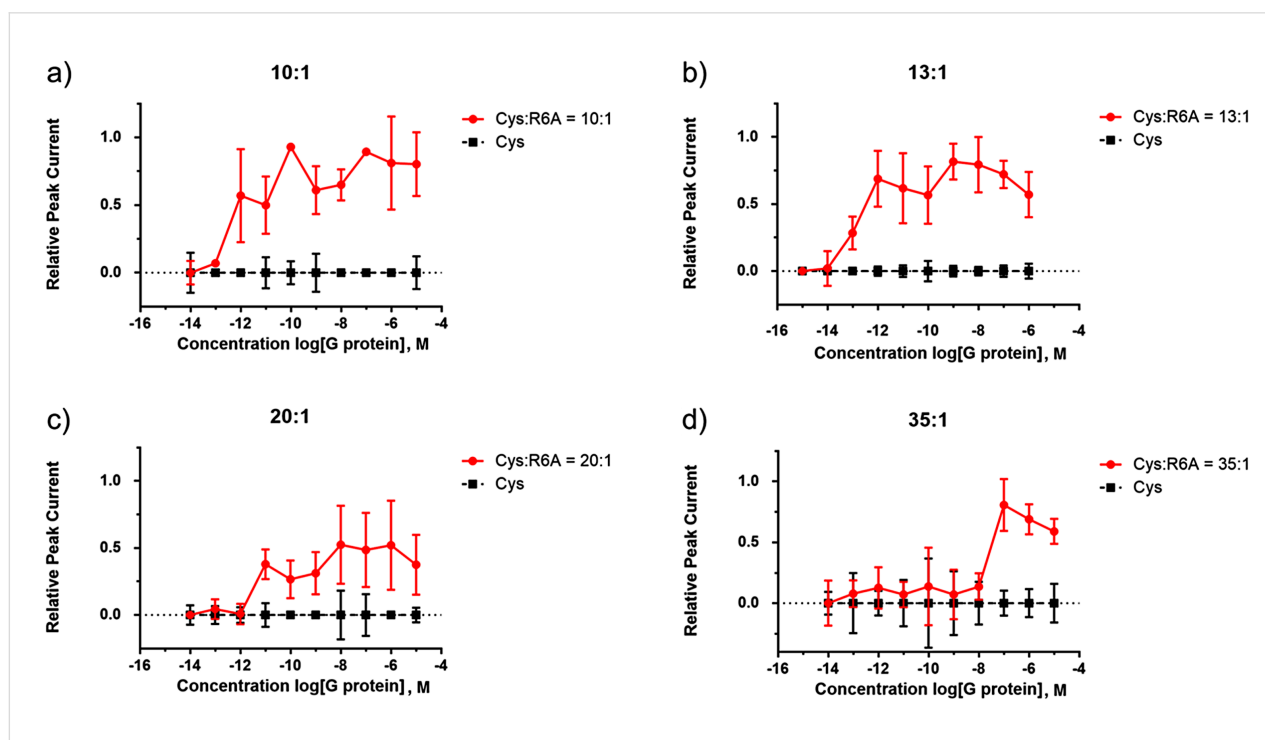 a)
10:1
Relative Peak Current
1.0
0.5
0.0
-16
-14
-12
-10
-8
-6
-4
Concentration log[G protein], M
Cys:R6A = 10:1
Cys
b)
13:1
Relative Peak Current
1.0
0.5
0.0
-16
-14
-12
-10
-8
-6
-4
Concentration log[G protein], M
Cys:R6A = 13:1
Cys
c)
20:1
Relative Peak Current
1.0
0.5
0.0
-16
-14
-12
-10
-8
-6
-4
Concentration log[G protein], M
Cys:R6A = 20:1
Cys
d)
35:1
Relative Peak Current
1.0
0.5
0.0
-16
-14
-12
-10
-8
-6
-4
Concentration log[G protein], M
Cys:R6A = 35:1
Cys